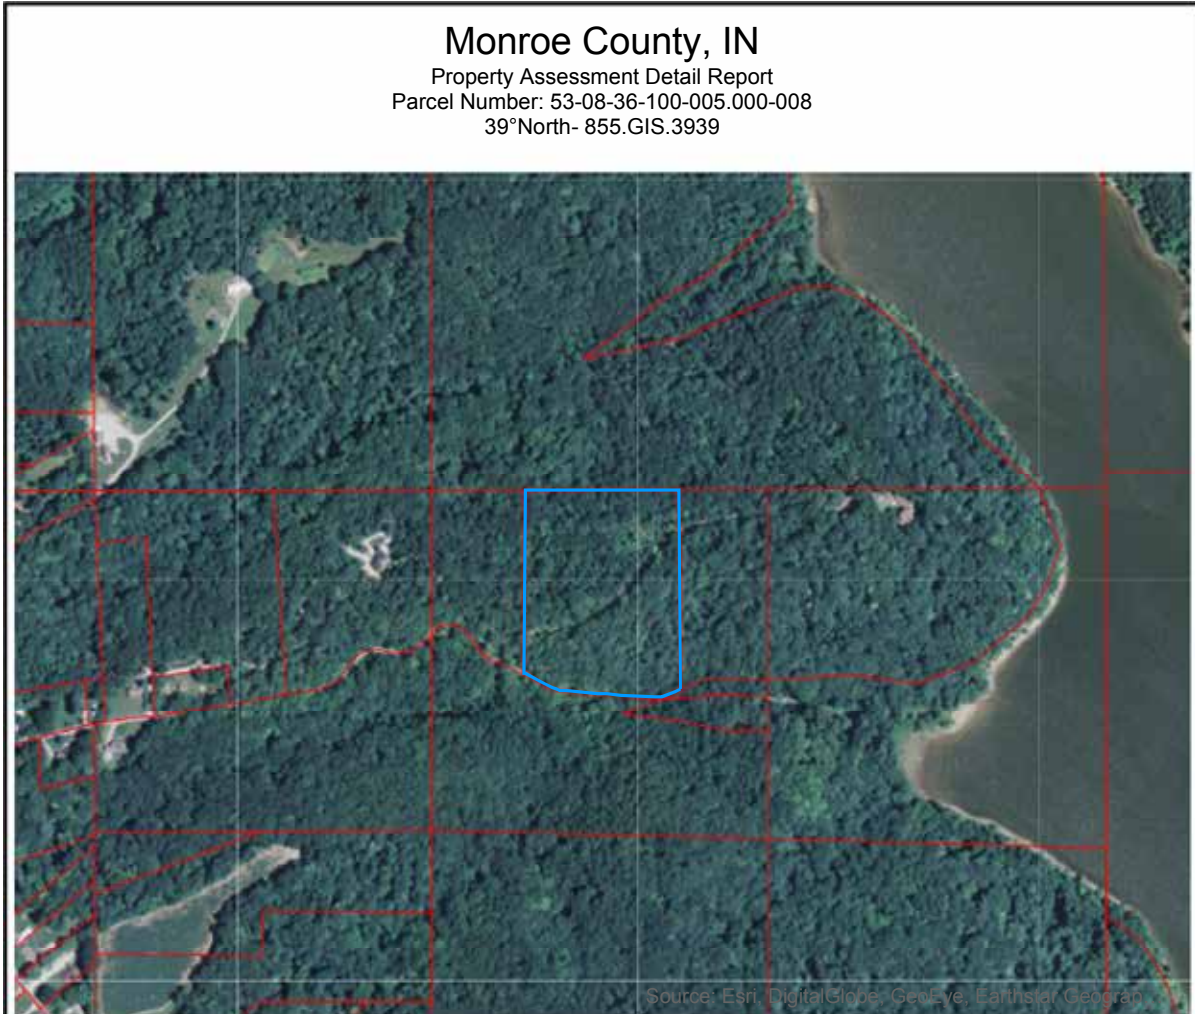 Monroe County, IN
Property Assessment Detail Report
Parcel Number: 53-08-36-100-005.000-008
39°North- 855.GIS.3939
Source: Esri, DigitalGlobe, GeoEye, Earthstar Geograp